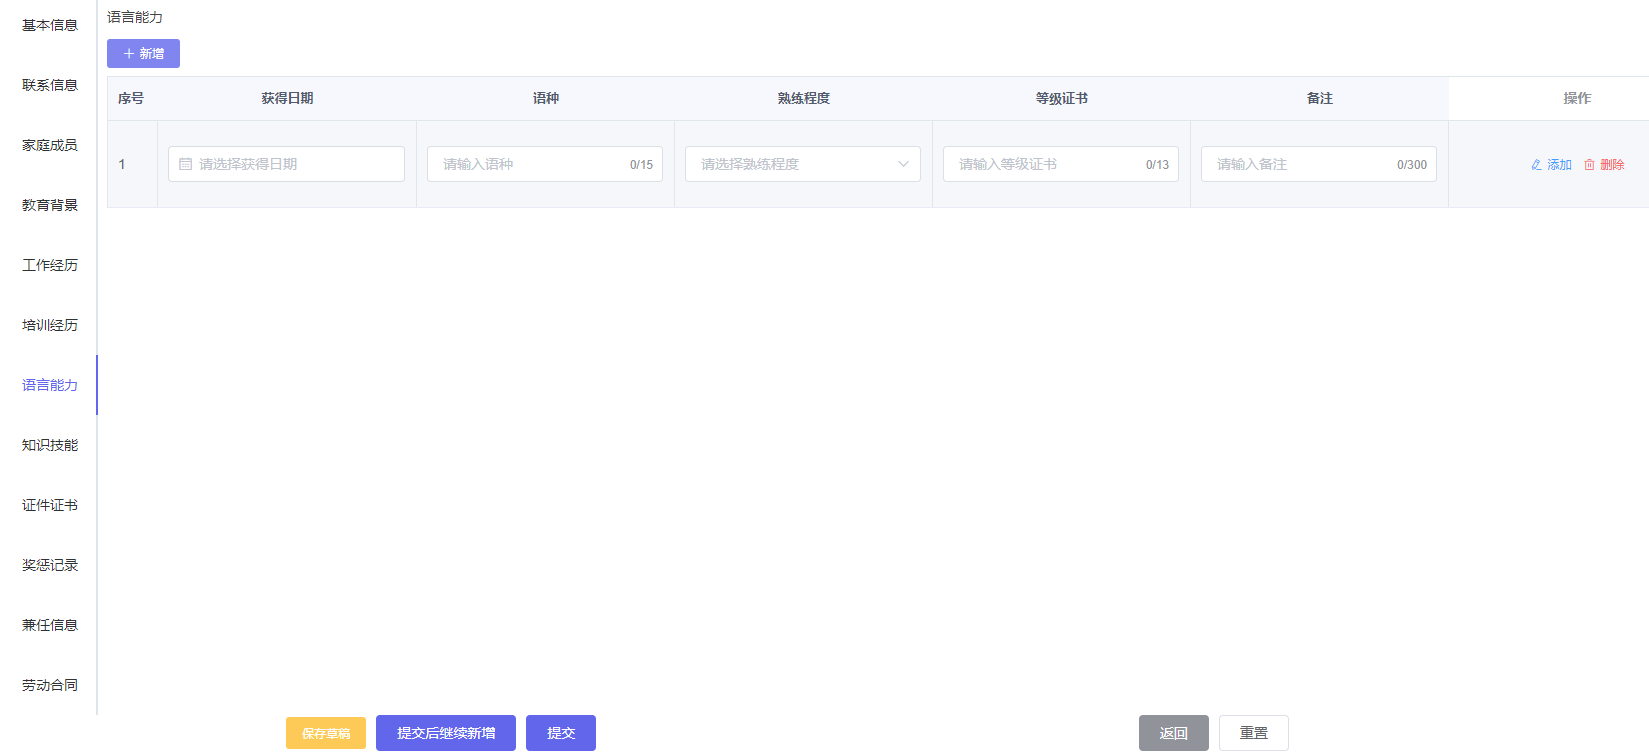 基本信息
联系信息
家庭成员
教育背景
工作经历
培训经历
语言能力
知识技能
证件证书
奖惩记录
兼任信息
劳动合同
语言能力
新增
序号 获得日期 语种 熟练程度 等级证书 备注 操作
1 请选择获得日期 请输入语种 0/15 请选择熟练程度 请输入等级证书 0/13 请输入备注 0/300 添加 删除
保存草稿 提交后继续新增 提交 返回 重置